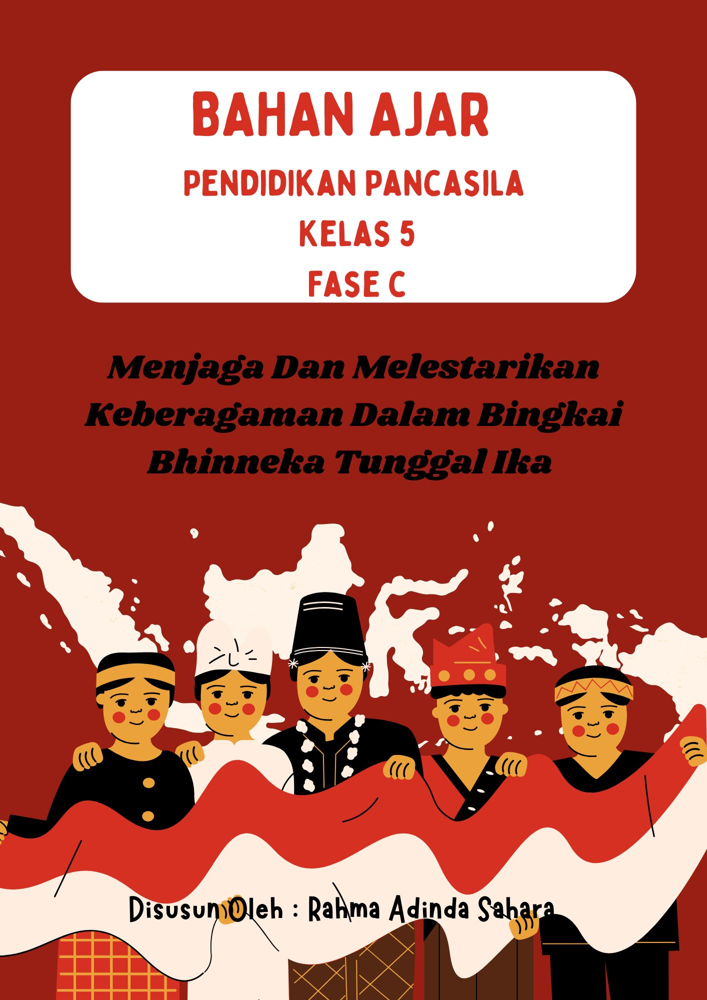 BAHAN AJAR
PENDIDIKAN PANCASILA
KELAS 5
FASE C
Menjaga Dan Melestarikan
Keberagaman Dalam Bingkai
Bhinneka Tunggal Ika
Disusun Oleh : Rahma Adinda Sahara